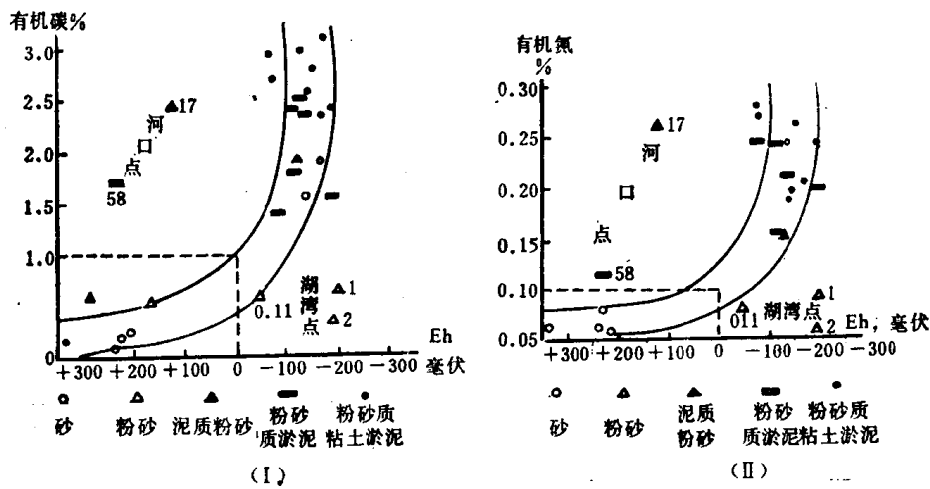 有机碳%
3.0
2.5
2.0
1.5
1.0
0
17
河
口
点
58
0.11
湖
湾
点
1
2
Eh
毫伏
+300 +200 +100 0 -100 -200 -300
砂 粉砂 泥质粉砂 粉砂质淤泥 粉砂质粘土淤泥
(I)
有机氮
%
0.30
0.25
0.20
0.15
0.10
0.05
17
河
口
点
58
011
湖湾点
1
2
Eh, 毫伏
+300 +200 +100 0 -100 -200 -300
砂 粉砂 泥质粉砂 粉砂质淤泥 粉砂质粘土淤泥
(II)